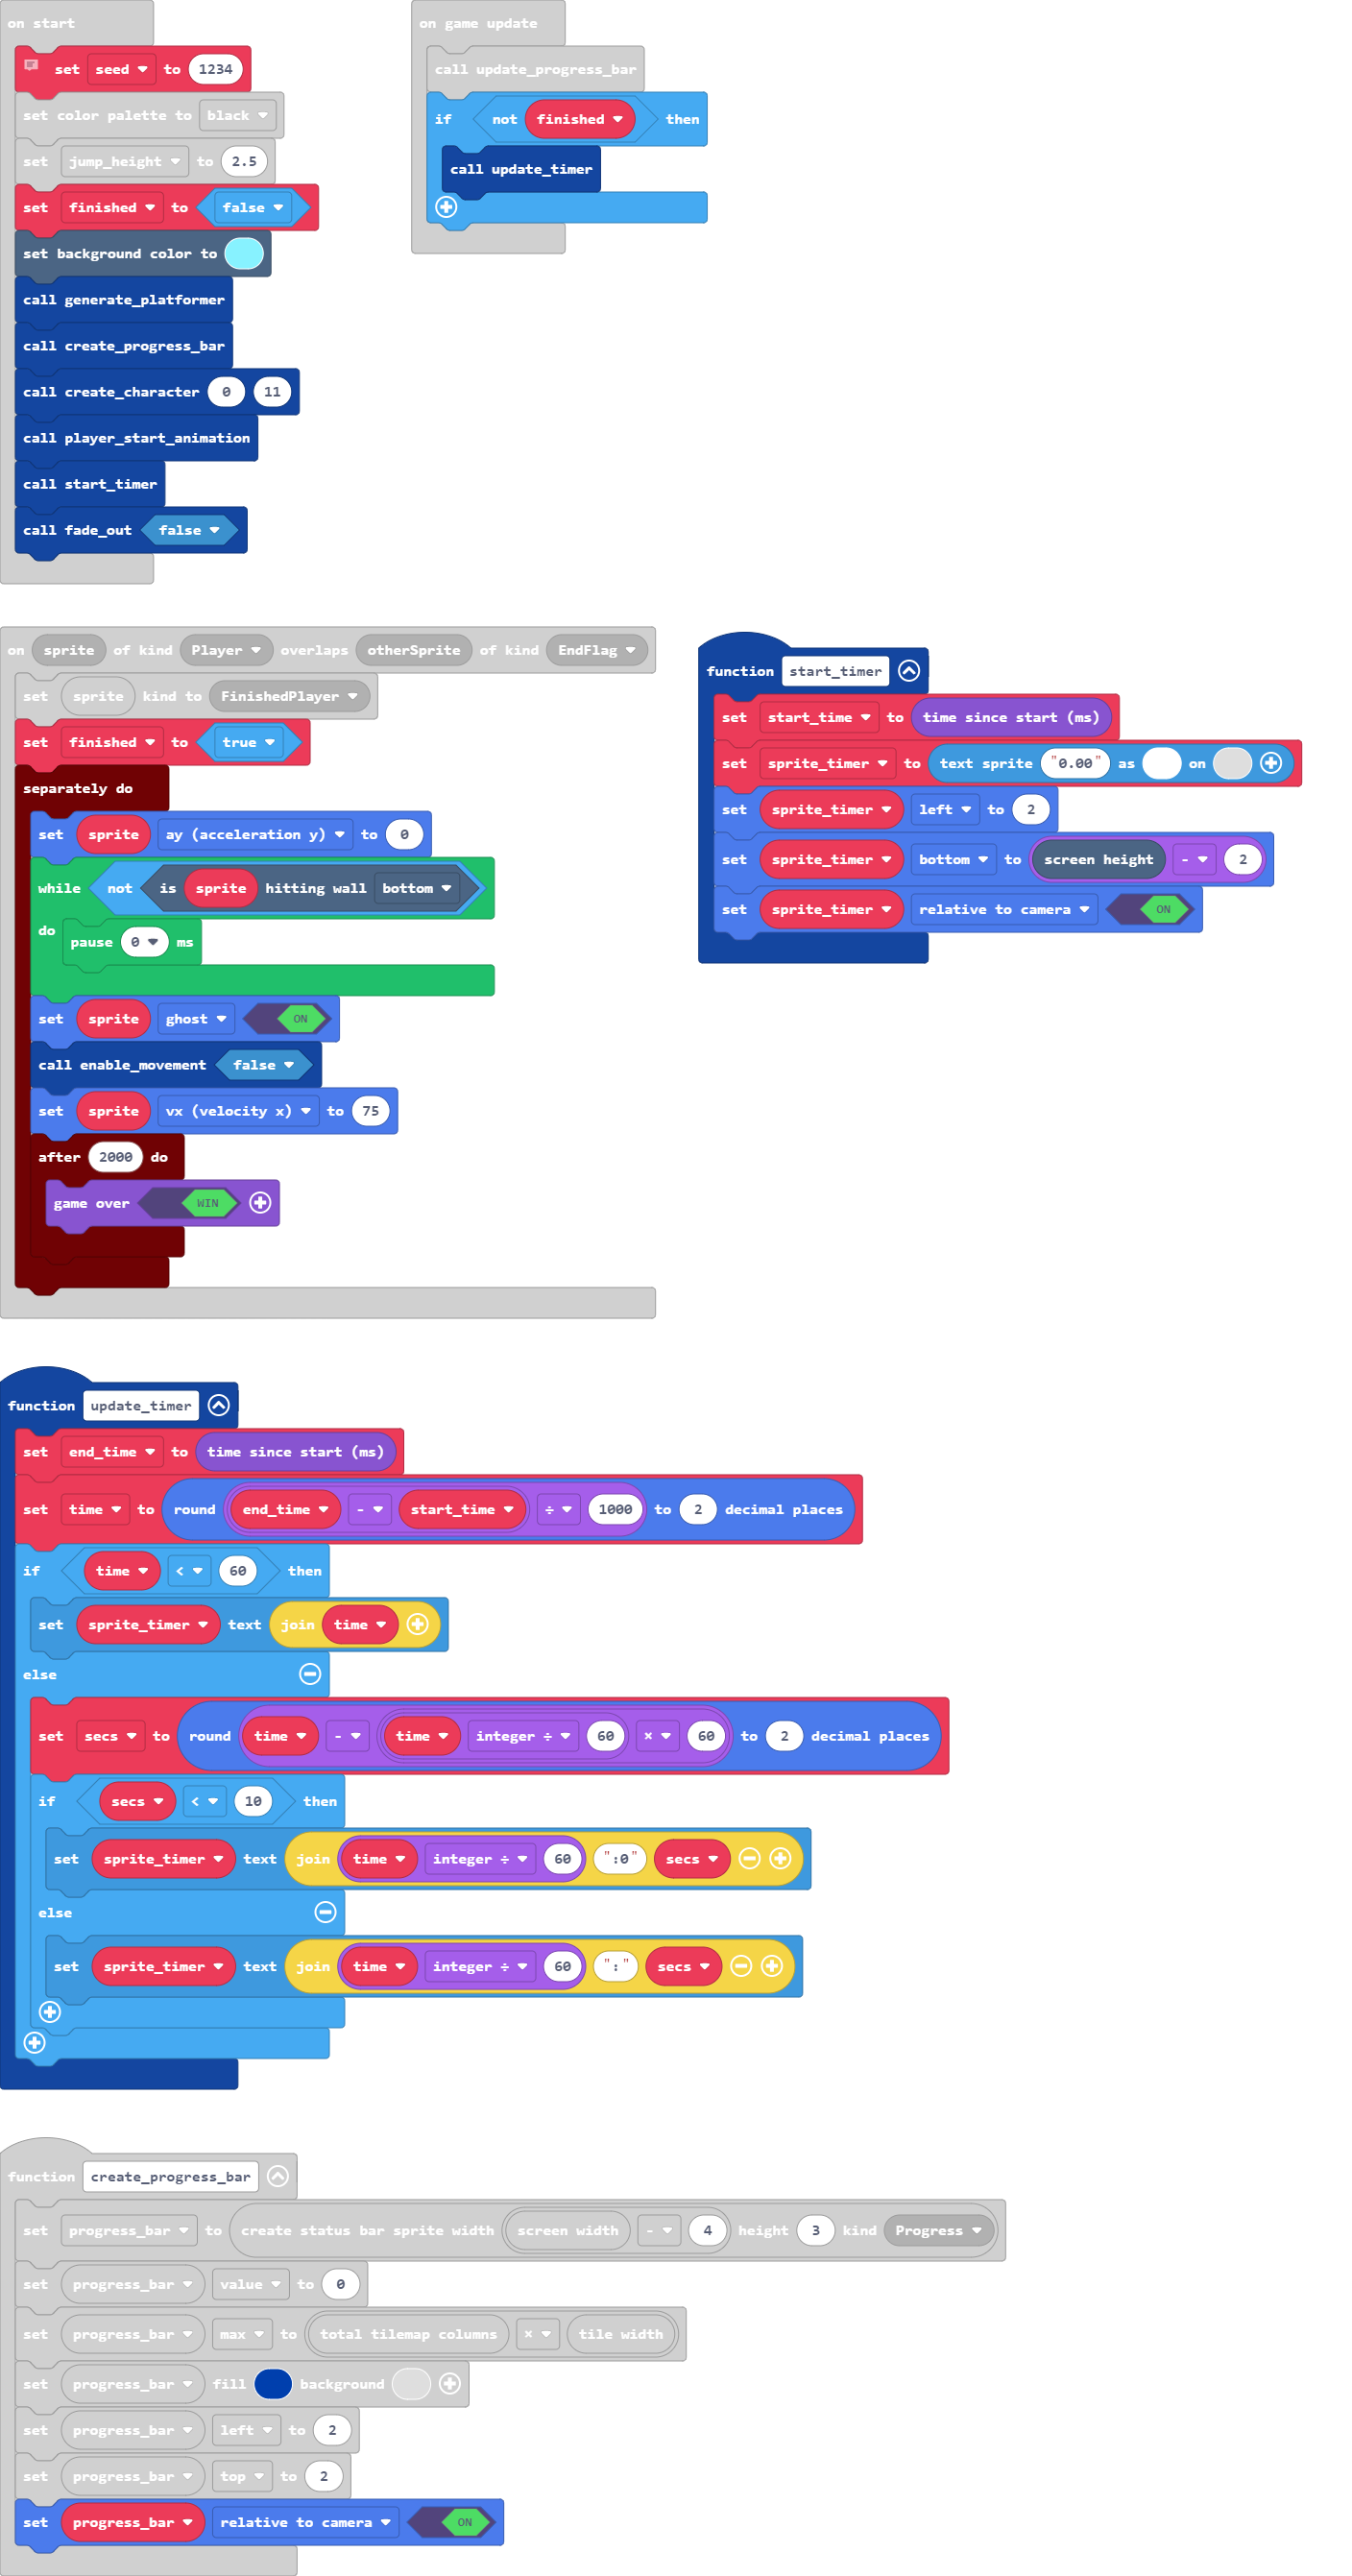 on start
set seed to 1234
set color palette to black
set jump_height to 2.5
set finished to false
set background color to
call generate_platformer
call create_progress_bar
call create_character 0 11
call player_start_animation
call start_timer
call fade_out false
on game update
call update_progress_bar
if not finished then
call update_timer
on sprite of kind Player overlaps otherSprite of kind EndFlag
set sprite kind to FinishedPlayer
set finished to true
separately do
set sprite ay (acceleration y) to 0
while not is sprite hitting wall bottom
do pause 0 ms
set sprite ghost ON
call enable_movement false
set sprite vx (velocity x) to 75
after 2000 do
game over WIN
function start_timer
set start_time to time since start (ms)
set sprite_timer to text sprite "0.00" as on
set sprite_timer left to 2
set sprite_timer bottom to screen height - 2
set sprite_timer relative to camera ON
function update_timer
set end_time to time since start (ms)
set time to round end_time - start_time ÷ 1000 to 2 decimal places
if time < 60 then
set sprite_timer text join time
else
set secs to round time - time integer ÷ 60 × 60 to 2 decimal places
if secs < 10 then
set sprite_timer text join time integer ÷ 60 ":0" secs
else
set sprite_timer text join time integer ÷ 60 ":" secs
function create_progress_bar
set progress_bar to create status bar sprite width screen width - 4 height 3 kind Progress
set progress_bar value to 0
set progress_bar max to total tilemap columns × tile width
set progress_bar fill background
set progress_bar left to 2
set progress_bar top to 2
set progress_bar relative to camera ON